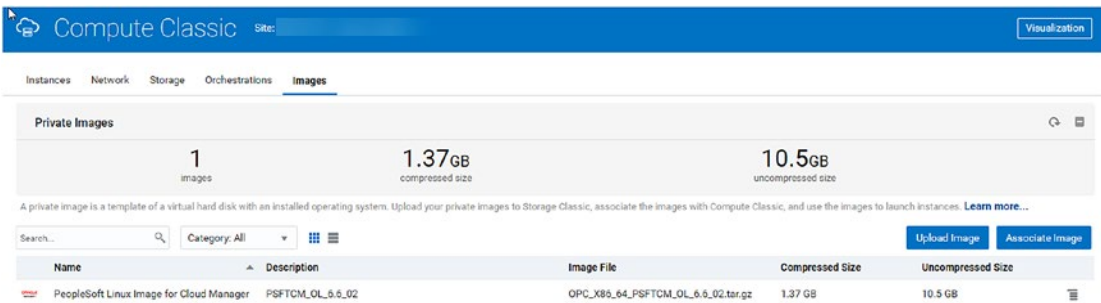 Compute Classic Site:
Visualization
Instances Network Storage Orchestrations Images
Private Images
1 1.37GB 10.5GB
images compressed size uncompressed size
A private image is a template of a virtual hard disk with an installed operating system. Upload your private images to Storage Classic, associate the images with Compute Classic, and use the images to launch instances. Learn more...
Search... Category: All Upload Image Associate Image
Name Description Image File Compressed Size Uncompressed Size
PeopleSoft Linux Image for Cloud Manager PSFTCM_OL_6.6_02 OPC_X86_64_PSFTCM_OL_6.6_02.tar.gz 1.37 GB 10.5 GB